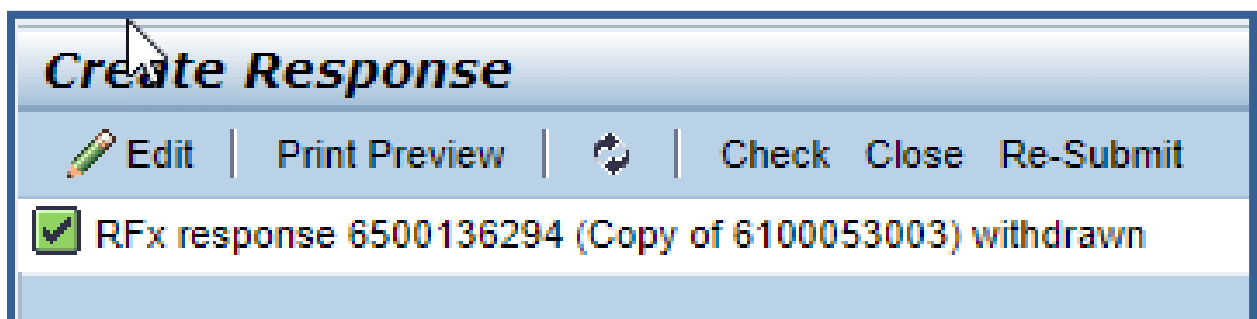 Create Response
Edit | Print Preview | | Check Close Re-Submit
RFx response 6500136294 (Copy of 6100053003) withdrawn